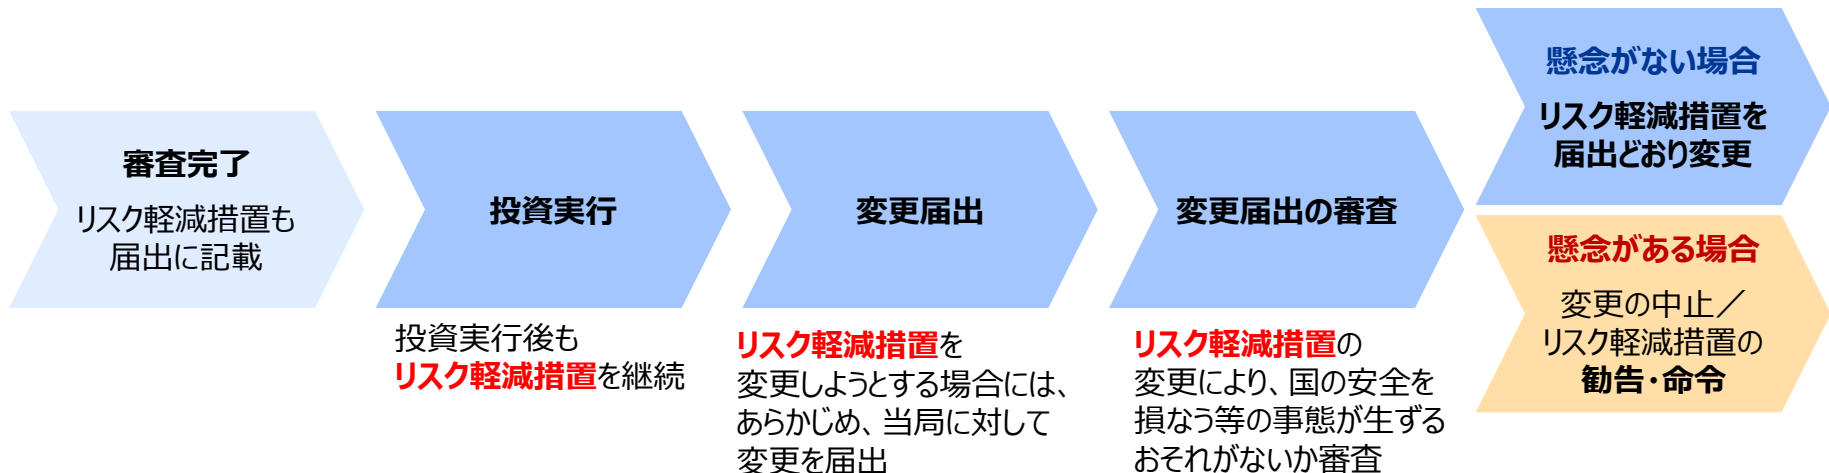 審査完了
リスク軽減措置も
届出に記載
投資実行
投資実行後も
リスク軽減措置を継続
変更届出
リスク軽減措置を
変更しようとする場合には、
あらかじめ、当局に対して
変更を届出
変更届出の審査
リスク軽減措置の
変更により、国の安全を
損なう等の事態が生ずる
おそれがないか審査
懸念がない場合
リスク軽減措置を
届出どおり変更
懸念がある場合
変更の中止／
リスク軽減措置の
勧告・命令